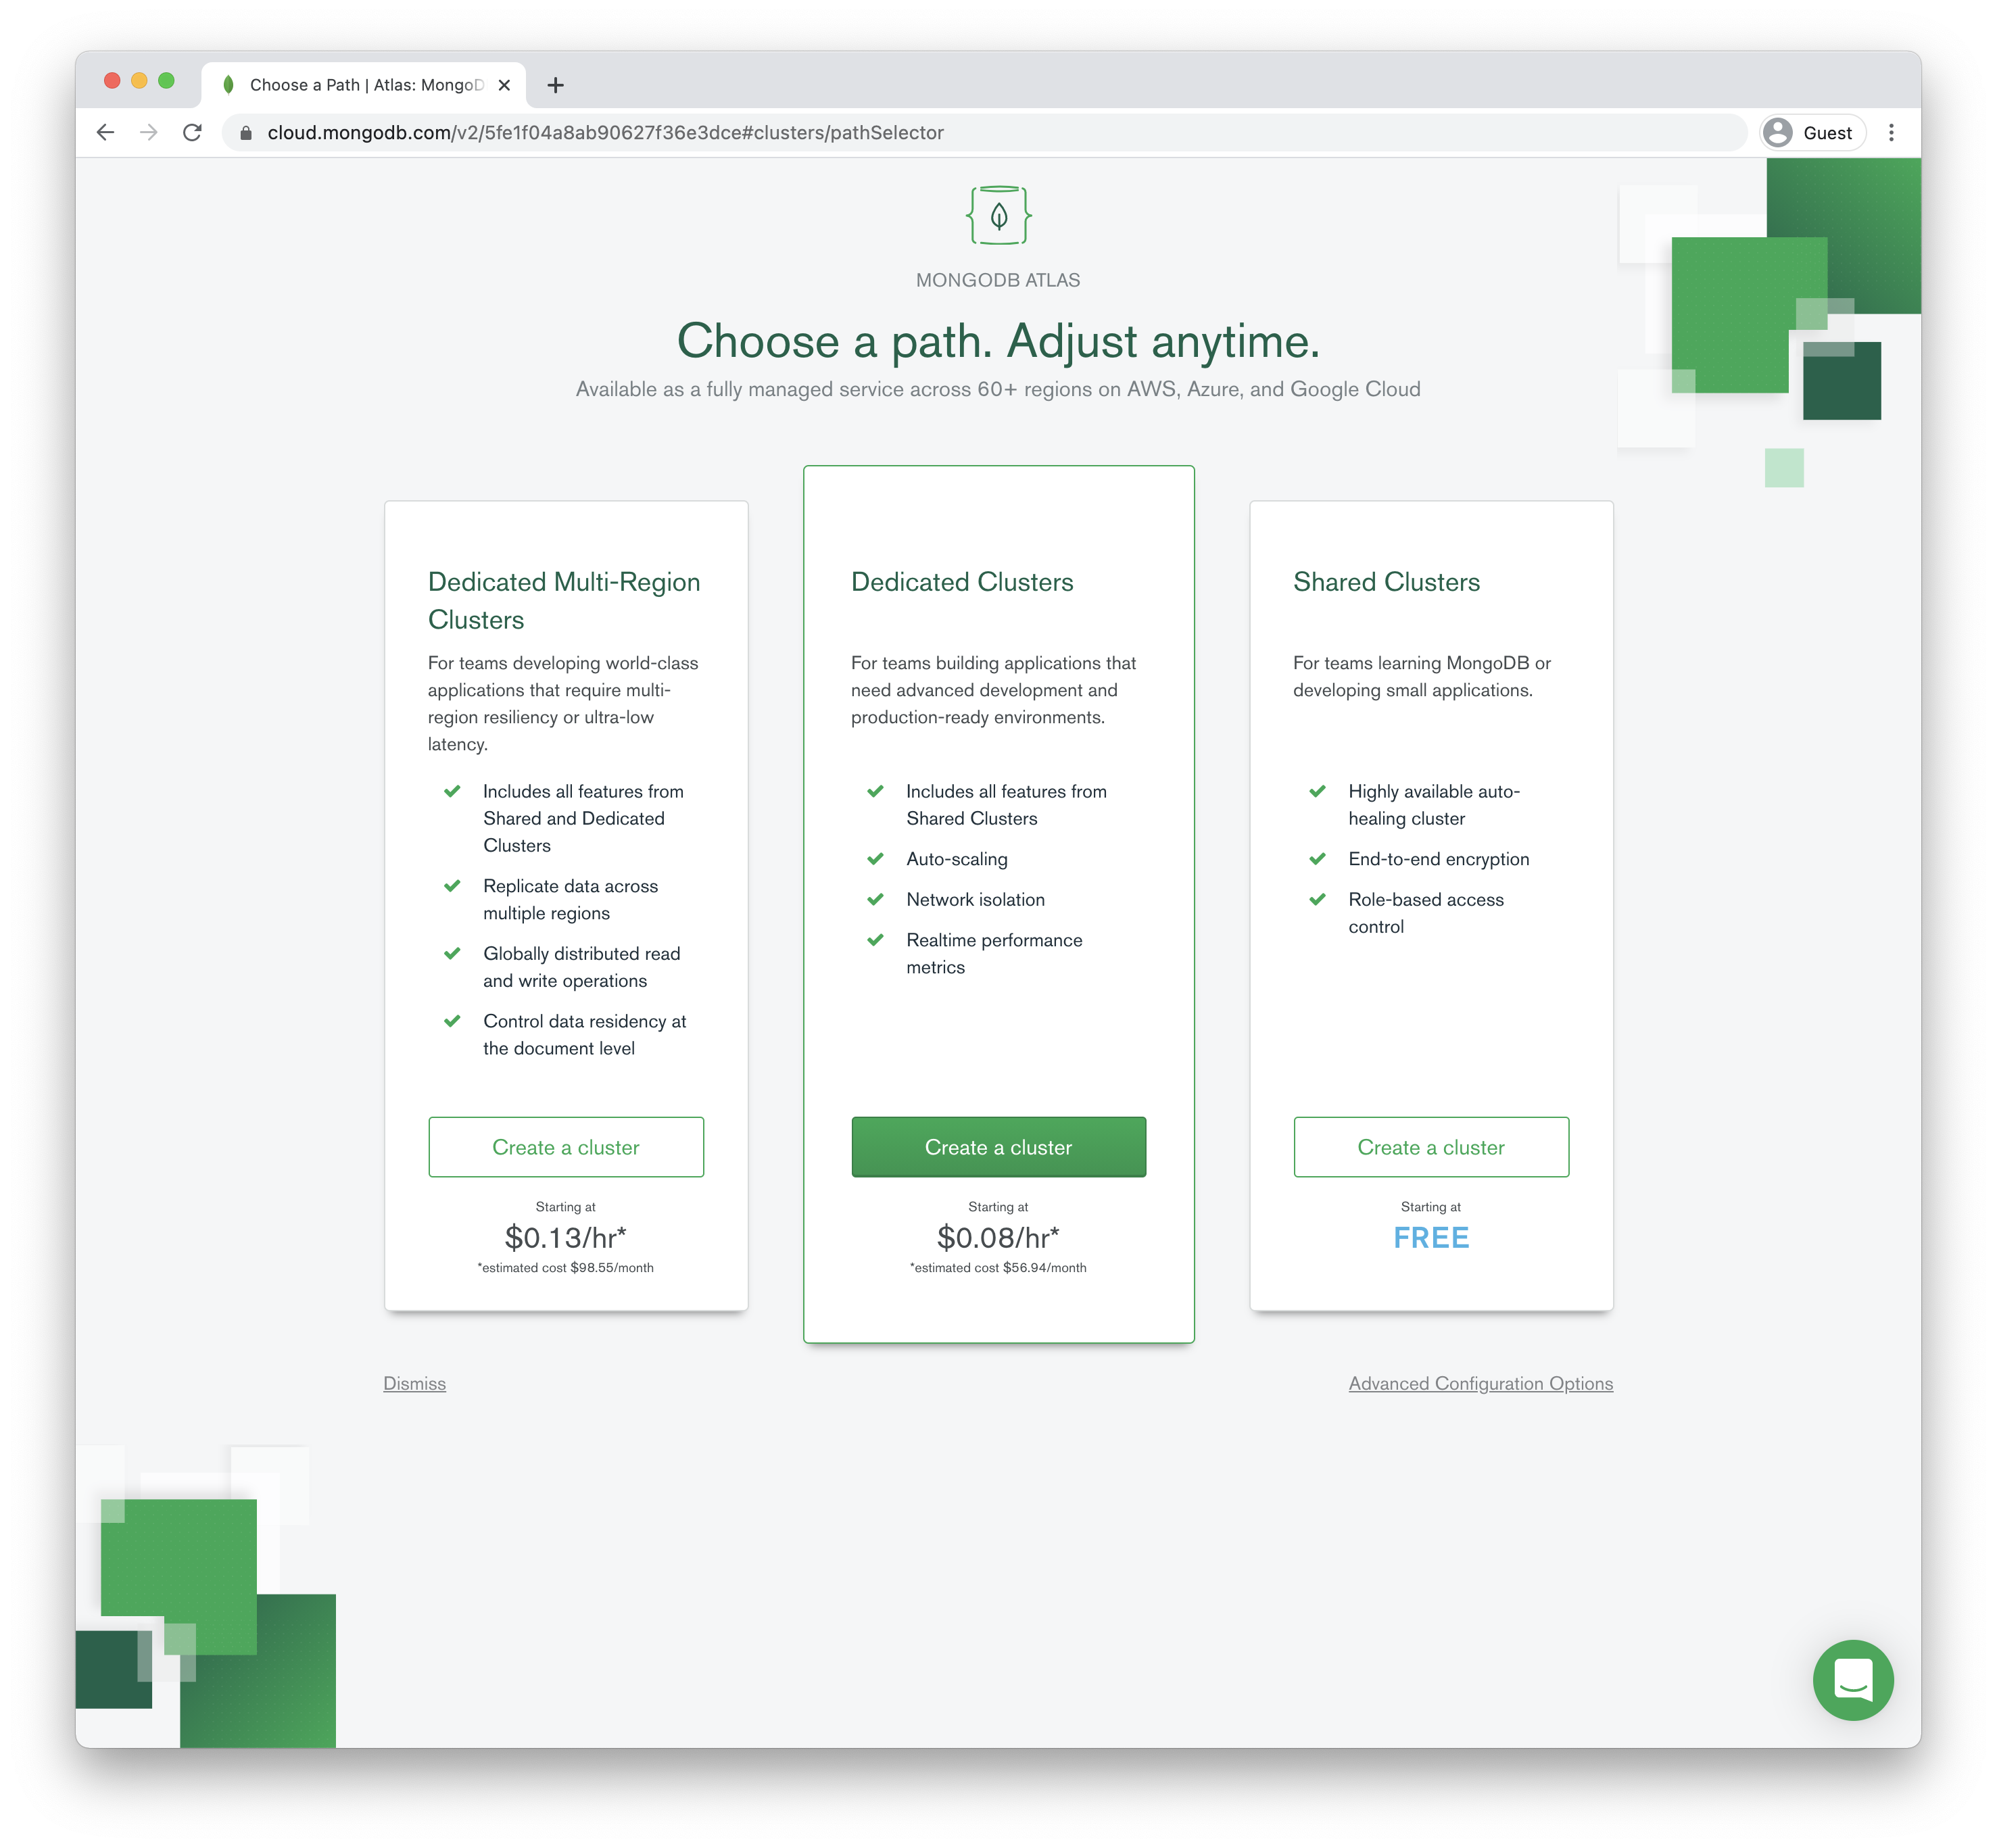 Choose a Path | Atlas: MongoD
cloud.mongodb.com/v2/5fe1f04a8ab90627f36e3dce#clusters/pathSelector
Guest
MONGODB ATLAS
Choose a path. Adjust anytime.
Available as a fully managed service across 60+ regions on AWS, Azure, and Google Cloud
Dedicated Multi-Region
Clusters
For teams developing world-class
applications that require multi-
region resiliency or ultra-low
latency.
Includes all features from
Shared and Dedicated
Clusters
Replicate data across
multiple regions
Globally distributed read
and write operations
Control data residency at
the document level
Create a cluster
Starting at
$0.13/hr*
*estimated cost $98.55/month
Dedicated Clusters
For teams building applications that
need advanced development and
production-ready environments.
Includes all features from
Shared Clusters
Auto-scaling
Network isolation
Realtime performance
metrics
Create a cluster
Starting at
$0.08/hr*
*estimated cost $56.94/month
Shared Clusters
For teams learning MongoDB or
developing small applications.
Highly available auto-
healing cluster
End-to-end encryption
Role-based access
control
Create a cluster
Starting at
FREE
Dismiss
Advanced Configuration Options